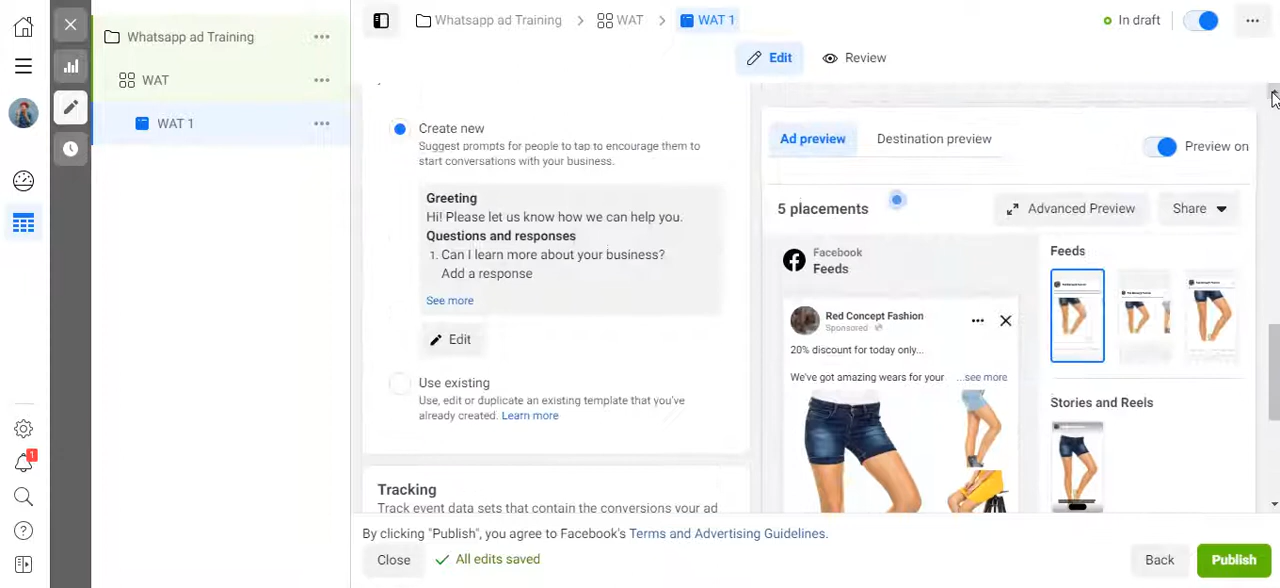 Whatsapp ad Training
WAT
WAT 1
Whatsapp ad Training
WAT
WAT 1
In draft
Edit
Review
Create new
Suggest prompts for people to tap to encourage them to
start conversations with your business.
Greeting
Hi! Please let us know how we can help you.
Questions and responses
1. Can I learn more about your business?
Add a response
See more
Edit
Use existing
Use, edit or duplicate an existing template that you've
already created. Learn more
Tracking
Track event data sets that contain the conversions your ad
Ad preview
Destination preview
Preview on
5 placements
Advanced Preview
Share
Facebook
Feeds
Red Concept Fashion
Sponsored
20% discount for today only...
We've got amazing wears for your ...see more
Feeds
Stories and Reels
1
By clicking "Publish", you agree to Facebook's Terms and Advertising Guidelines.
Close
All edits saved
Back
Publish